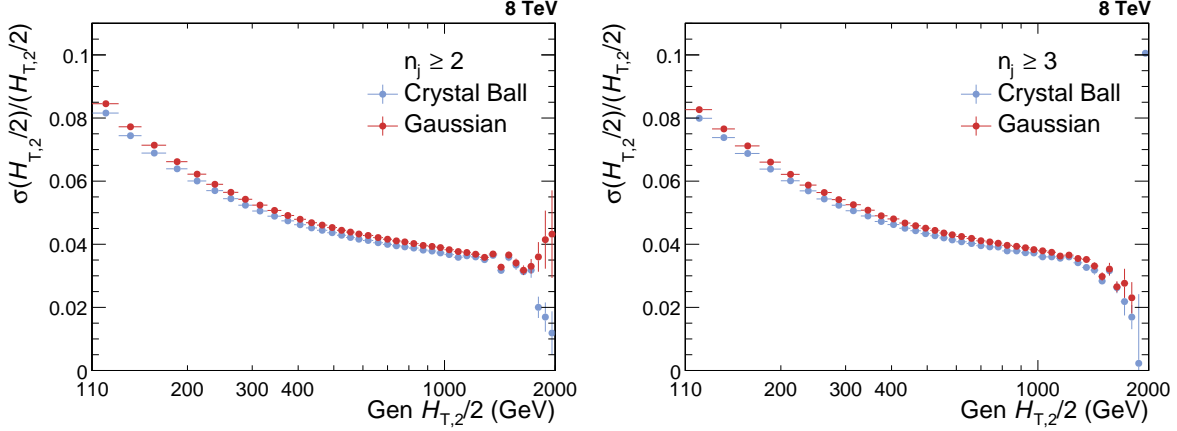 8 TeV
σ(H_T,2/2)/(H_T,2/2)
0.1
0.08
0.06
0.04
0.02
0
n_j ≥ 2
Crystal Ball
Gaussian
110 200 300 400 1000 2000
Gen H_T,2/2 (GeV)
8 TeV
σ(H_T,2/2)/(H_T,2/2)
0.1
0.08
0.06
0.04
0.02
0
n_j ≥ 3
Crystal Ball
Gaussian
110 200 300 400 1000 2000
Gen H_T,2/2 (GeV)